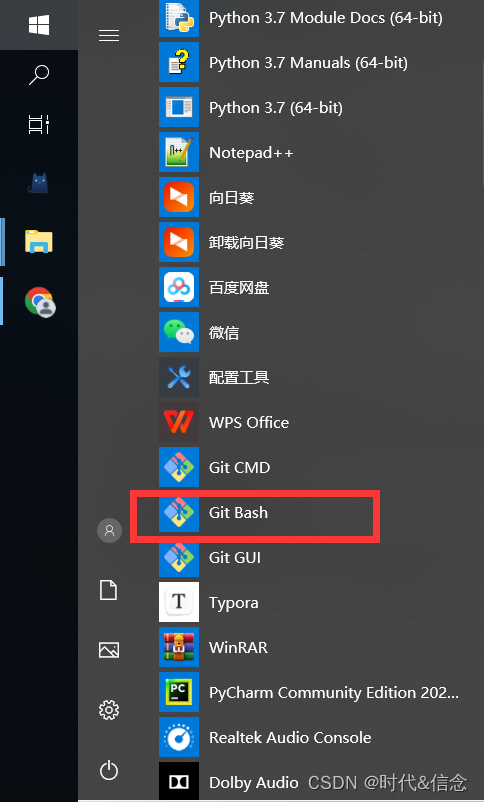 Python 3.7 Module Docs (64-bit)
Python 3.7 Manuals (64-bit)
Python 3.7 (64-bit)
Notepad++
向日葵
卸载向日葵
百度网盘
微信
配置工具
WPS Office
Git CMD
Git Bash
Git GUI
Typora
WinRAR
PyCharm Community Edition 202...
Realtek Audio Console
Dolby Audio
CSDN @时代&信念